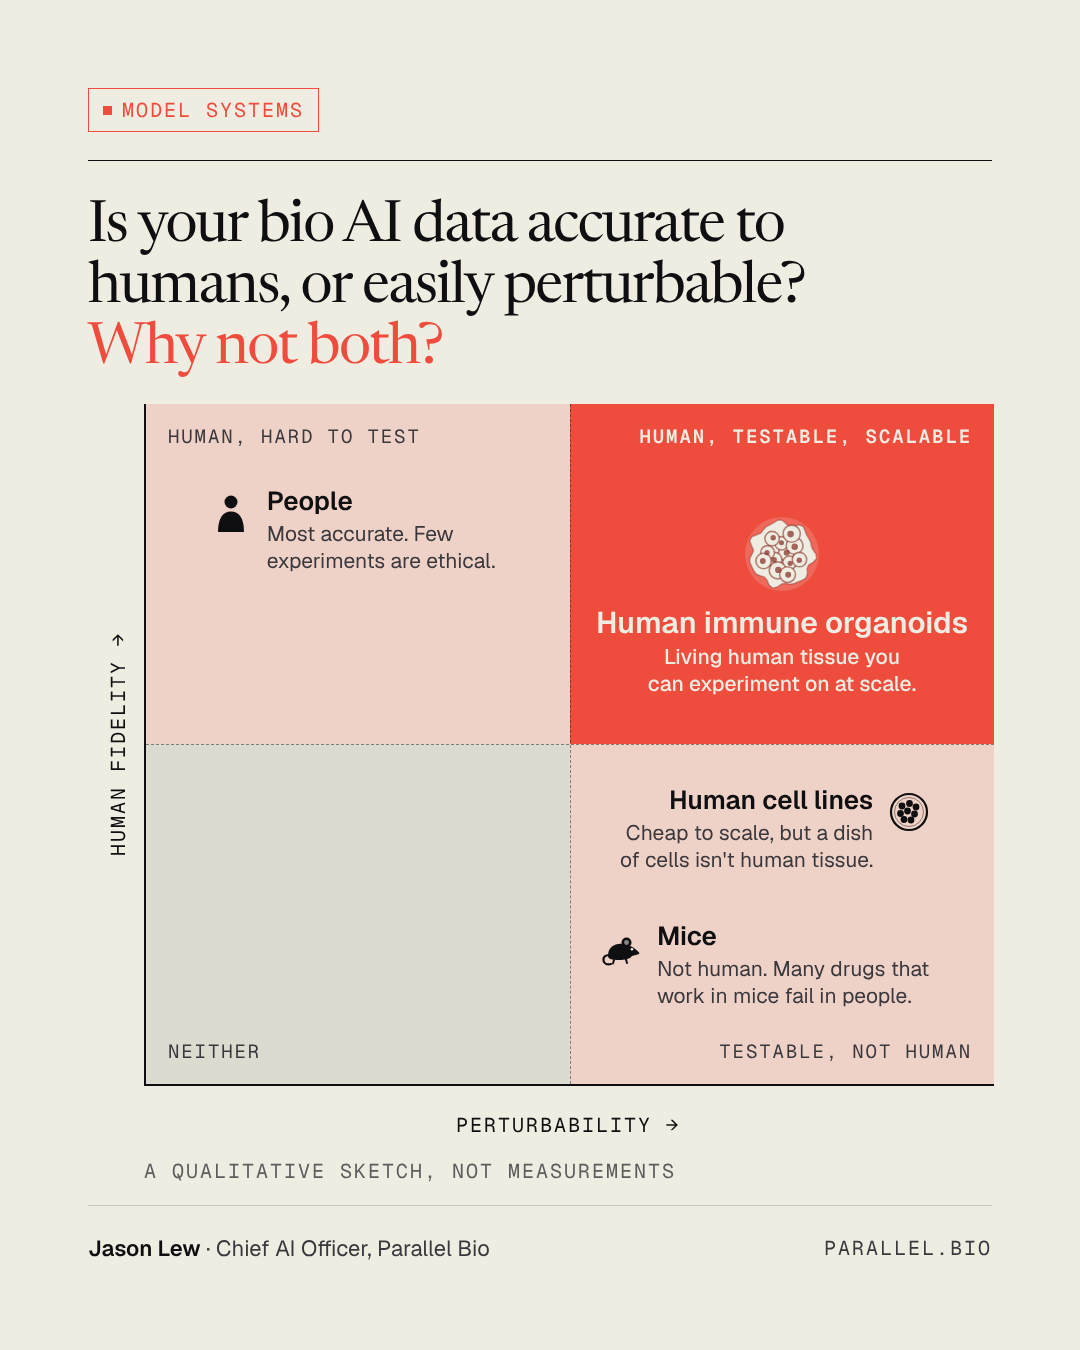 MODEL SYSTEMS
Is your bio AI data accurate to
humans, or easily perturbable?
Why not both?
HUMAN, HARD TO TEST
People
Most accurate. Few
experiments are ethical.
HUMAN, TESTABLE, SCALABLE
Human immune organoids
Living human tissue you
can experiment on at scale.
HUMAN FIDELITY →
Human cell lines
Cheap to scale, but a dish
of cells isn't human tissue.
Mice
Not human. Many drugs that
work in mice fail in people.
NEITHER
TESTABLE, NOT HUMAN
PERTURBABILITY →
A QUALITATIVE SKETCH, NOT MEASUREMENTS
Jason Lew · Chief AI Officer, Parallel Bio
PARALLEL.BIO